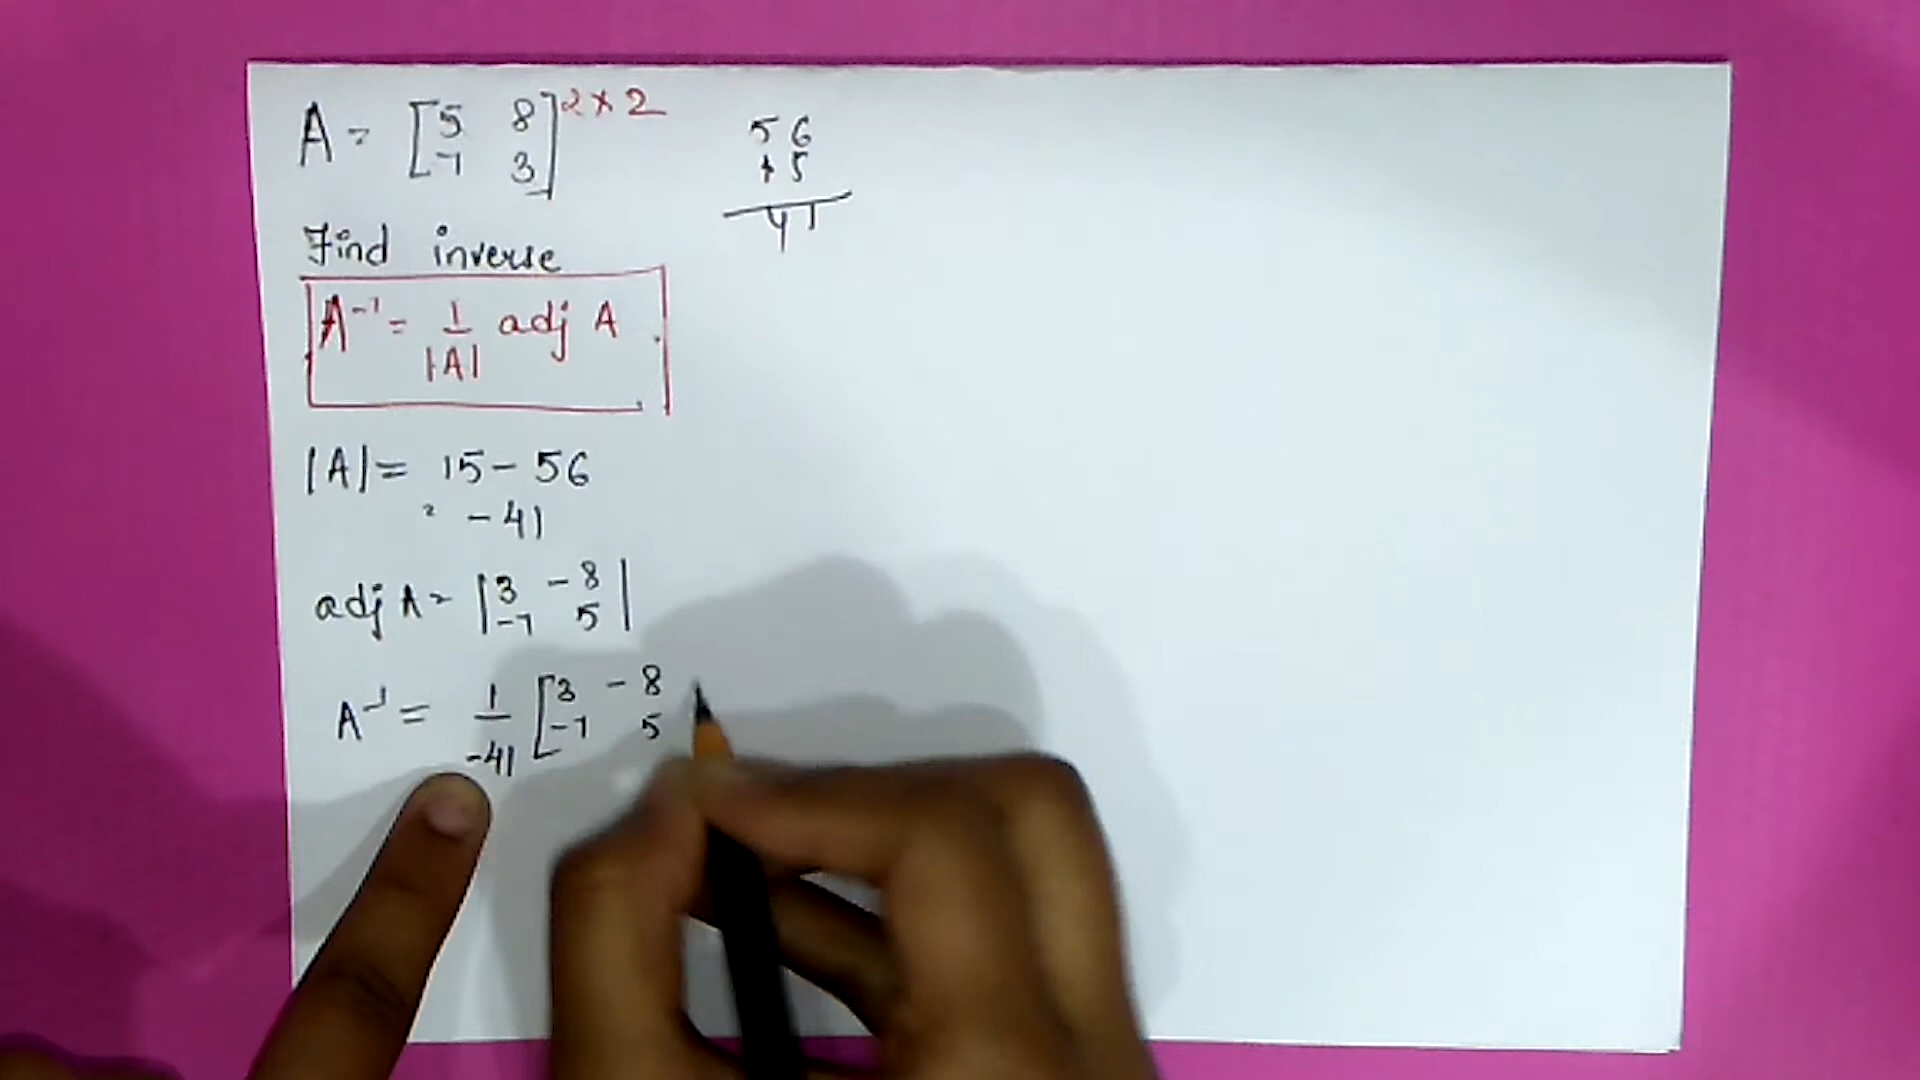 A = [5 8] 2×2
[7 3]
Find inverse
A⁻¹ = 1/|A| adj A
|A| = 15 - 56
= -41
adj A = |3 -8|
|-7 5|
A⁻¹ = 1/-41 [3 -8
-7 5
56
15
41